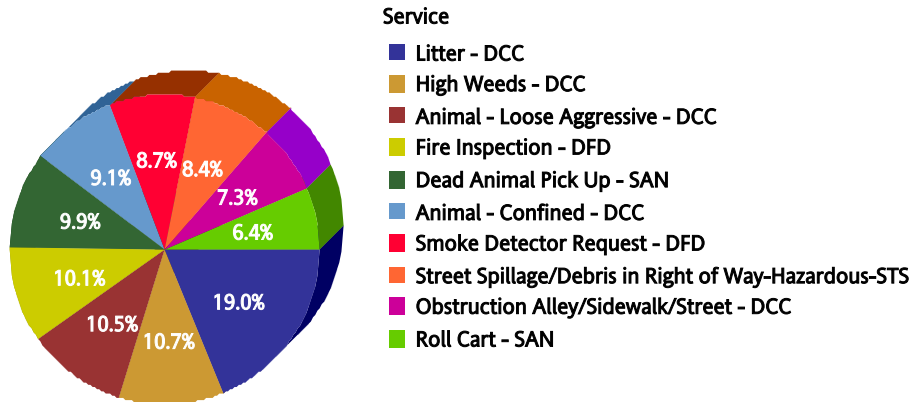 Service
Litter - DCC
High Weeds - DCC
Animal - Loose Aggressive - DCC
Fire Inspection - DFD
Dead Animal Pick Up - SAN
Animal - Confined - DCC
Smoke Detector Request - DFD
Street Spillage/Debris in Right of Way-Hazardous-STS
Obstruction Alley/Sidewalk/Street - DCC
Roll Cart - SAN
8.7%
8.4%
9.1%
7.3%
9.9%
6.4%
10.1%
19.0%
10.5%
10.7%